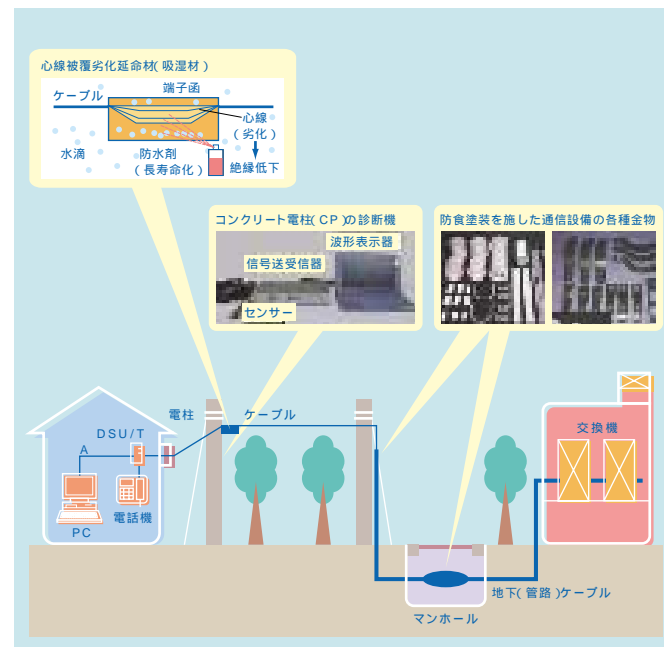 心線被覆劣化延命材(吸湿材)
端子函
ケーブル
心線
(劣化)
水滴
防水剤
(長寿命化)
絶縁低下
コンクリート電柱(CP)の診断機
波形表示器
信号送受信器
センサー
防食塗装を施した通信設備の各種金物
電柱
ケーブル
DSU/T
A
電話機
PC
交換機
地下(管路)ケーブル
マンホール